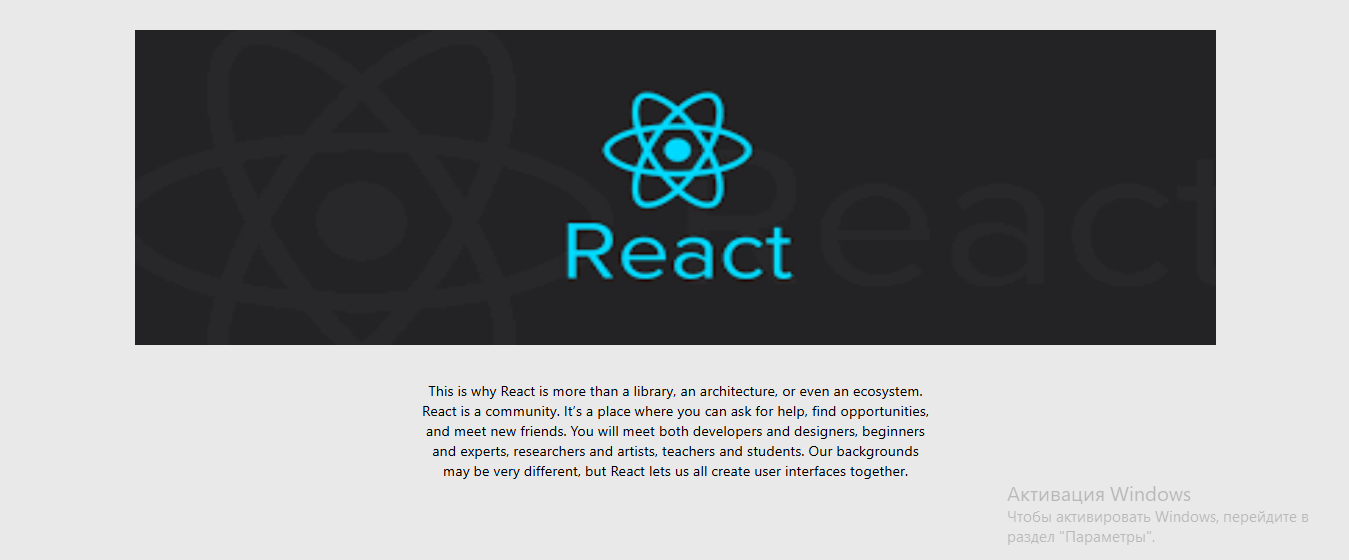 React
React
This is why React is more than a library, an architecture, or even an ecosystem.
React is a community. It's a place where you can ask for help, find opportunities,
and meet new friends. You will meet both developers and designers, beginners
and experts, researchers and artists, teachers and students. Our backgrounds
may be very different, but React lets us all create user interfaces together.
Активация Windows
Чтобы активировать Windows, перейдите в
раздел "Параметры".